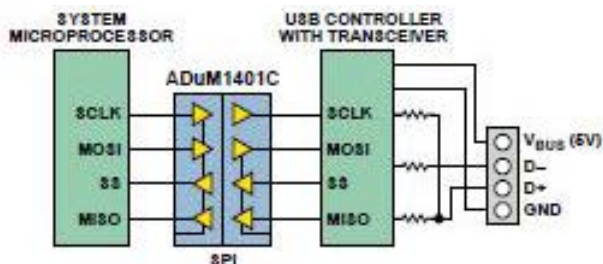 SYSTEM
MICROPROCESSOR
USB CONTROLLER
WITH TRANSCEIVER
ADuM1401C
SCLK
MOSI
SS
MISO
SCLK
MOSI
SS
MISO
VBUS (5V)
D–
D+
GND
SPI